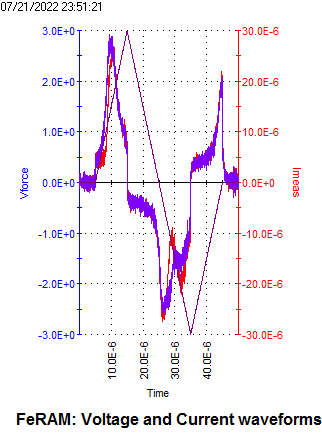 07/21/2022 23:51:21
3.0E+0
30.0E-6
2.0E+0
20.0E-6
1.0E+0
10.0E-6
Vforce
0.0E+0
0.0E+0
Imeas
-1.0E+0
-10.0E-6
-2.0E+0
-20.0E-6
-3.0E+0
-30.0E-6
10.0E-6
20.0E-6
30.0E-6
40.0E-6
Time
FeRAM: Voltage and Current waveforms